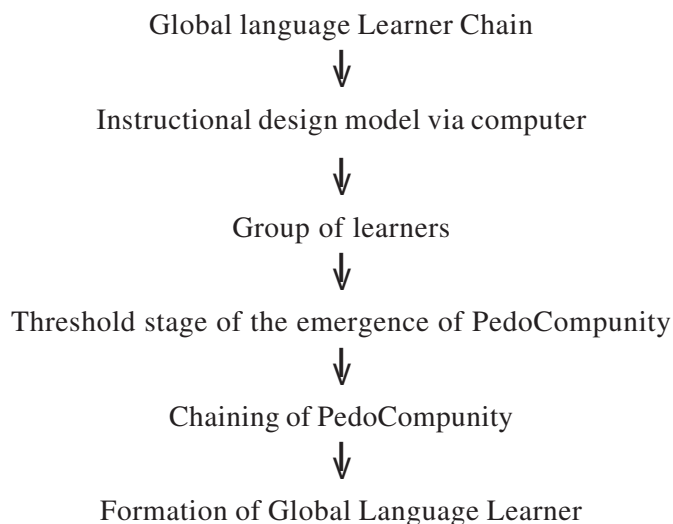 Global language Learner Chain
Instructional design model via computer
Group of learners
Threshold stage of the emergence of PedoCompunity
Chaining of PedoCompunity
Formation of Global Language Learner